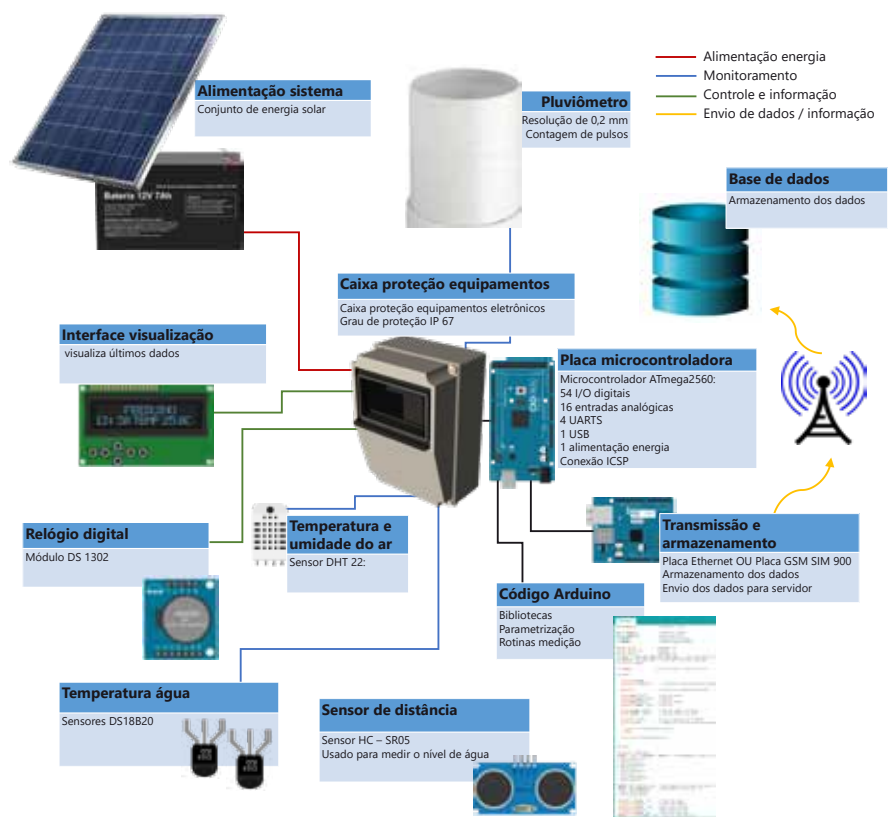 Alimentação energia
Monitoramento
Controle e informação
Envio de dados / informação
Alimentação sistema
Conjunto de energia solar
Bateria 12V 7Ah
Pluviômetro
Resolução de 0,2 mm
Contagem de pulsos
Base de dados
Armazenamento dos dados
Caixa proteção equipamentos
Caixa proteção equipamentos eletrônicos
Grau de proteção IP 67
Interface visualização
visualiza últimos dados
Placa microcontroladora
Microcontrolador ATmega2560:
54 I/O digitais
16 entradas analógicas
4 UARTS
1 USB
1 alimentação energia
Conexão ICSP
Relógio digital
Módulo DS 1302
Temperatura e
umidade do ar
Sensor DHT 22:
Transmissão e
armazenamento
Placa Ethernet OU Placa GSM SIM 900
Armazenamento dos dados
Envio dos dados para servidor
Código Arduino
Bibliotecas
Parametrização
Rotinas medição
Temperatura água
Sensores DS18B20
Sensor de distância
Sensor HC – SR05
Usado para medir o nível de água